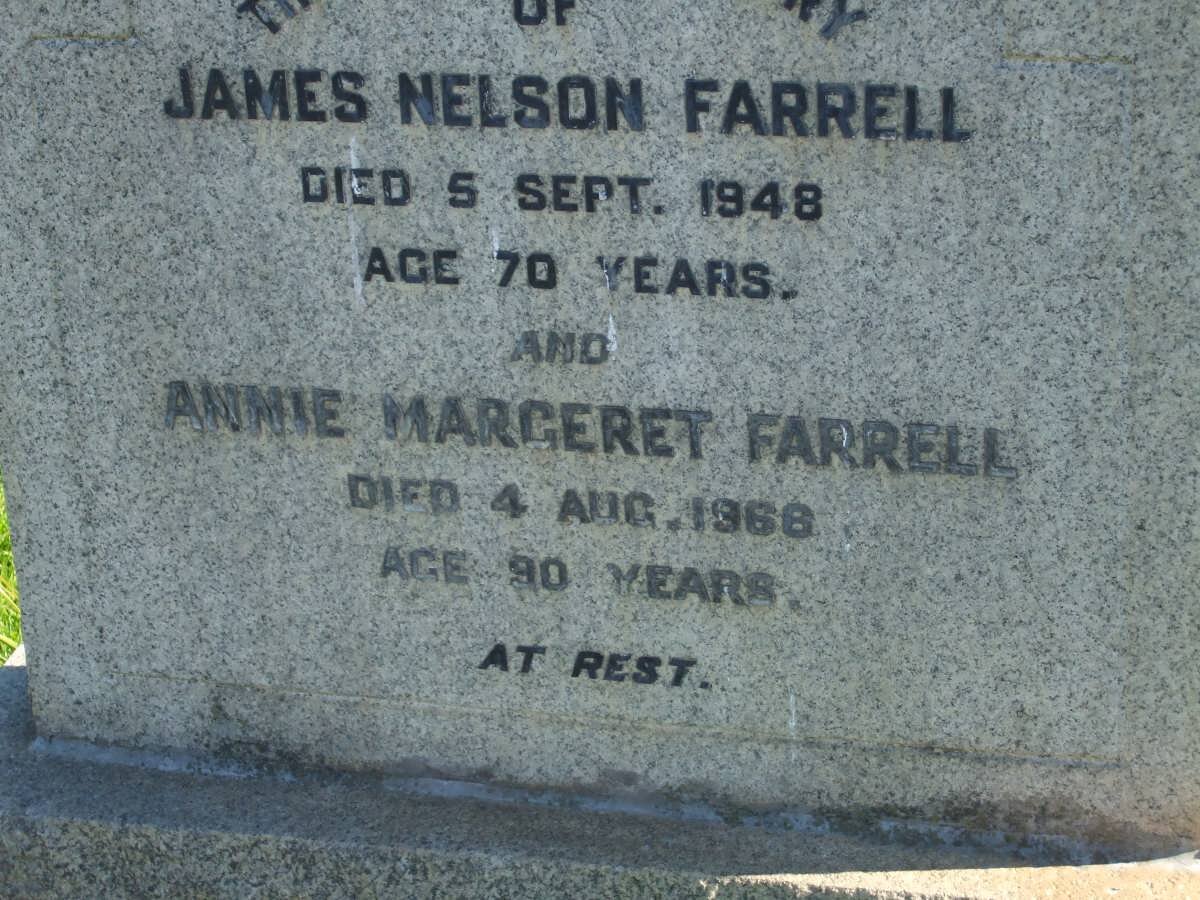 OF
JAMES NELSON FARRELL
DIED 5 SEPT. 1948
AGE 70 YEARS.
AND
ANNIE MARGERET FARRELL
DIED 4 AUG. 1966
AGE 90 YEARS.
AT REST.